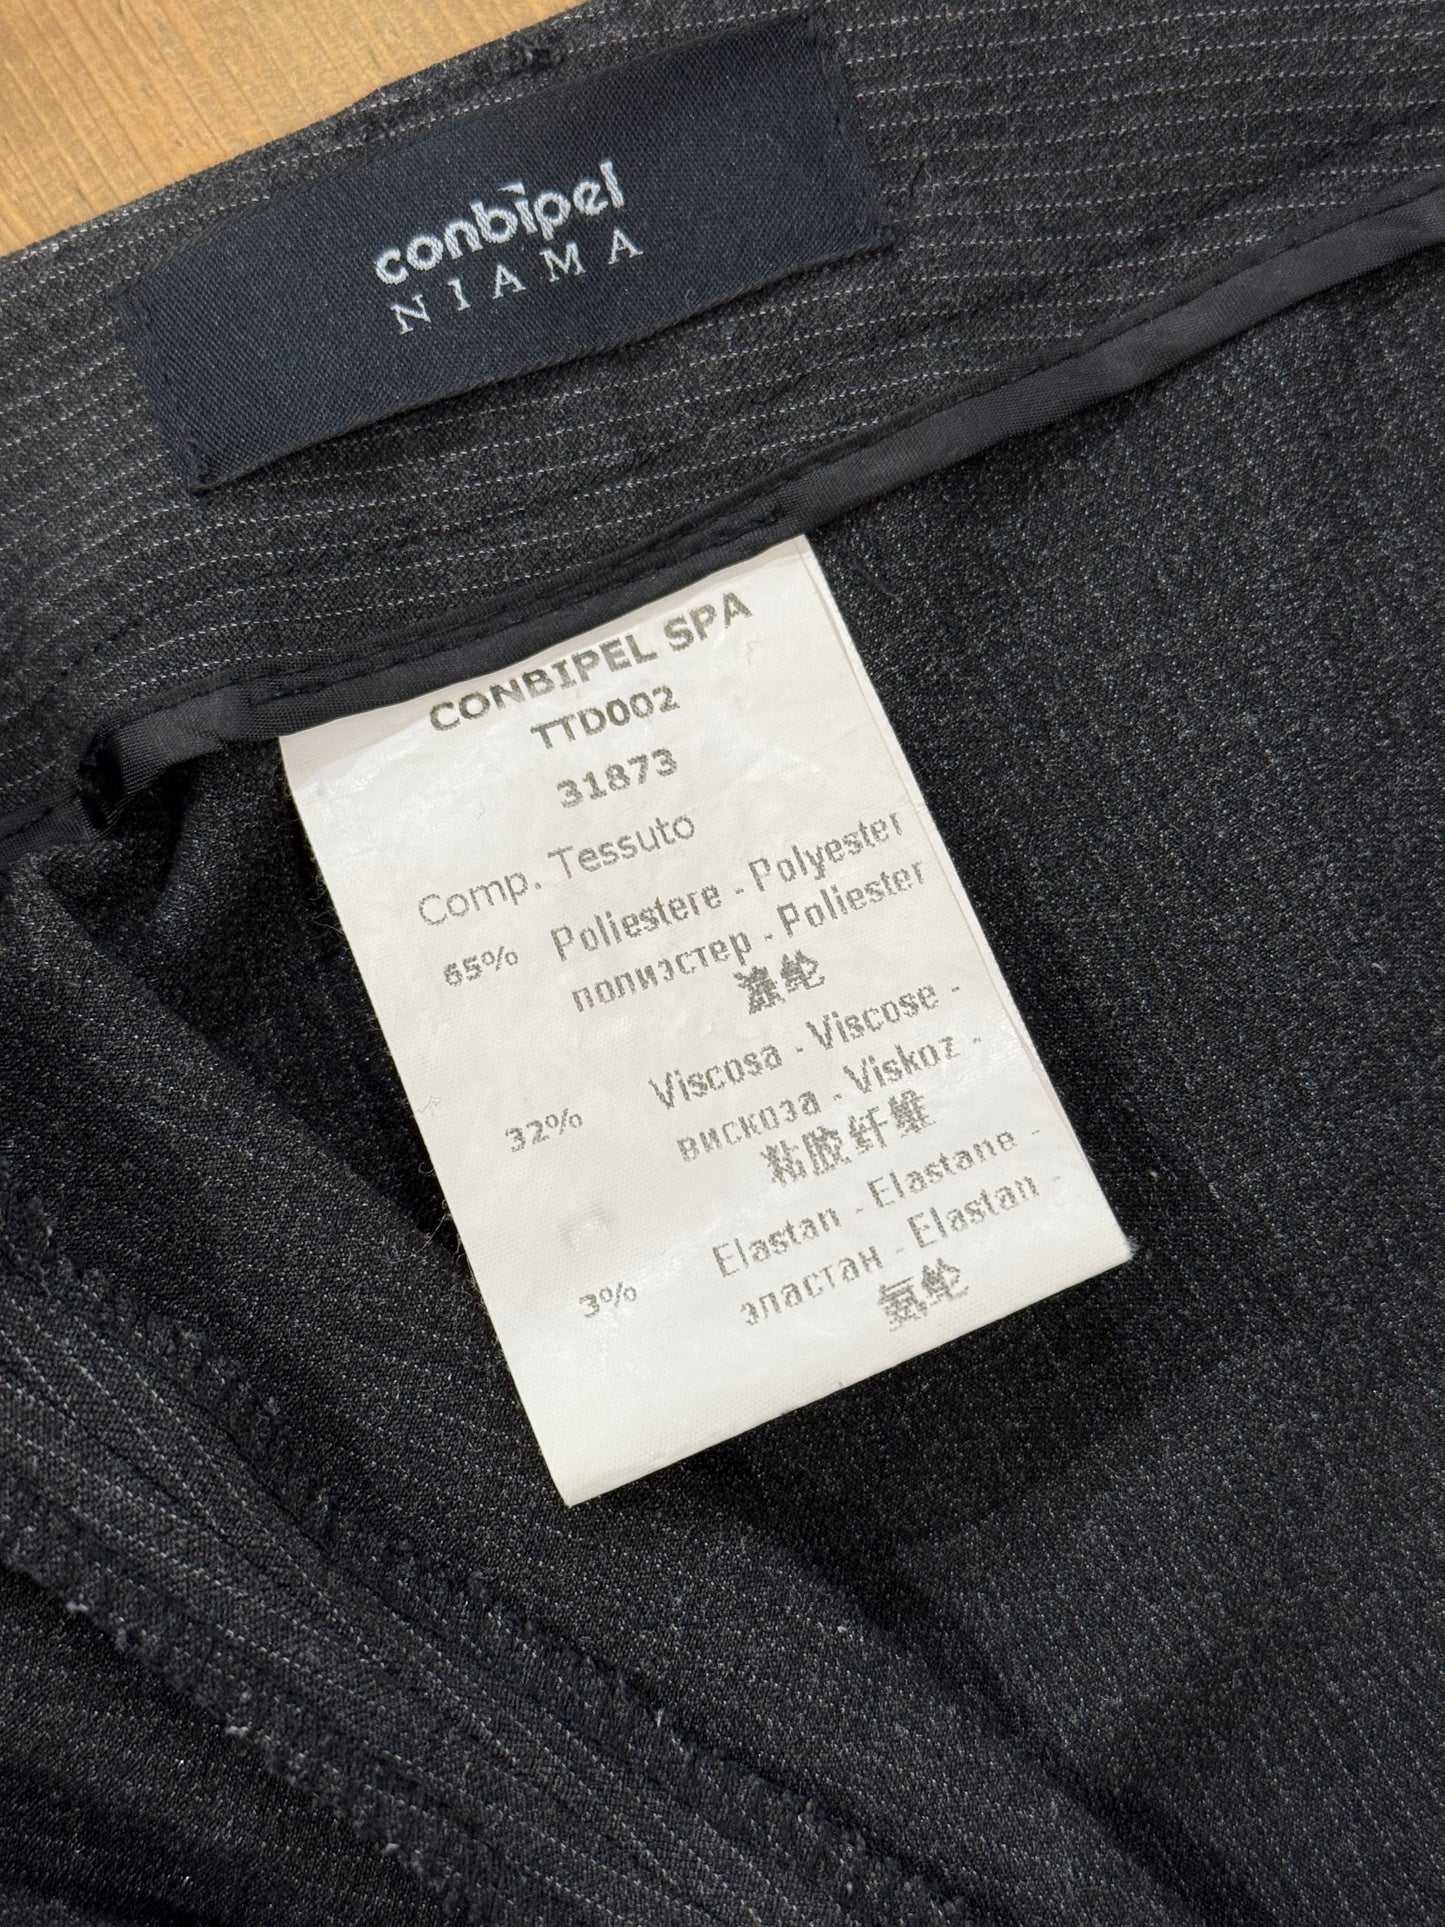 conbipel
NIAMA
CONBIPEL SPA
TTD002
31873
Comp. Tessuto
65% Poliestere - Polyester
полиэстер - Poliester
涤纶
32% Viscosa - Viscose -
вискоза - Viskoz -
粘胶纤维
3% Elastan - Elastane -
эластан - Elastan -
氨纶